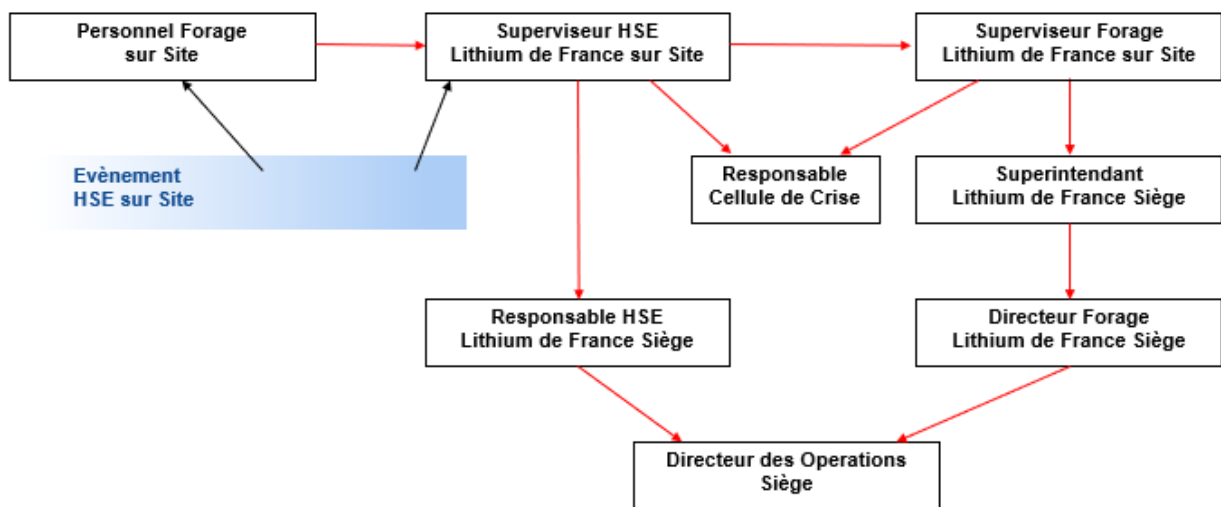 Personnel Forage
sur Site
Superviseur HSE
Lithium de France sur Site
Superviseur Forage
Lithium de France sur Site
Evènement
HSE sur Site
Responsable
Cellule de Crise
Superintendant
Lithium de France Siège
Responsable HSE
Lithium de France Siège
Directeur Forage
Lithium de France Siège
Directeur des Operations
Siège